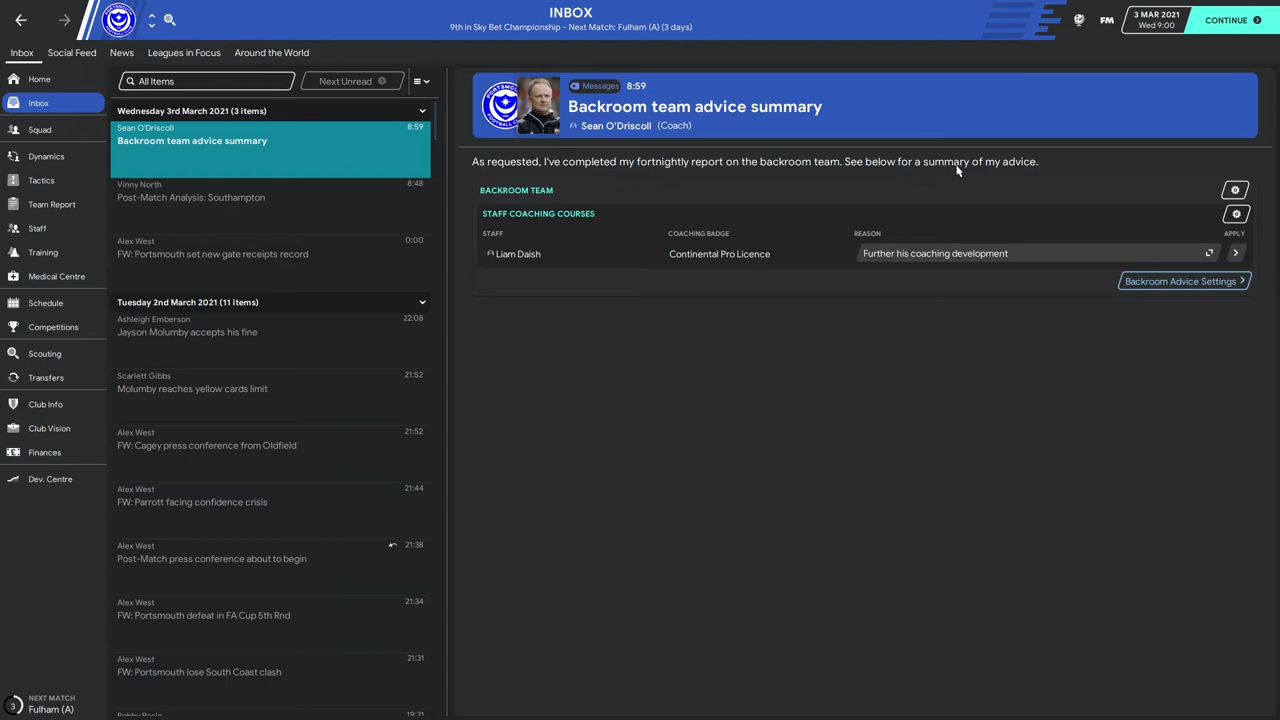 INBOX
9th in Sky Bet Championship - Next Match: Fulham (A) (3 days)
FM
3 MAR 2021
Wed 9:00
CONTINUE
Inbox
Social Feed
News
Leagues in Focus
Around the World
Home
Inbox
Squad
Dynamics
Tactics
Team Report
Staff
Training
Medical Centre
Schedule
Competitions
Scouting
Transfers
Club Info
Club Vision
Finances
Dev. Centre
3
NEXT MATCH
Fulham (A)
All Items
Next Unread
Wednesday 3rd March 2021 (3 items)
Sean O'Driscoll 8:59
Backroom team advice summary
Vinny North 8:48
Post-Match Analysis: Southampton
Alex West 0:00
FW: Portsmouth set new gate receipts record
Tuesday 2nd March 2021 (11 items)
Ashleigh Emberson 22:08
Jayson Molumby accepts his fine
Scarlett Gibbs 21:52
Molumby reaches yellow cards limit
Alex West 21:52
FW: Cagey press conference from Oldfield
Alex West 21:44
FW: Parrott facing confidence crisis
Alex West 21:38
Post-Match press conference about to begin
Alex West 21:34
FW: Portsmouth defeat in FA Cup 5th Rnd
Alex West 21:31
FW: Portsmouth lose South Coast clash
19:21
Messages 8:59
Backroom team advice summary
Sean O'Driscoll (Coach)
As requested, I've completed my fortnightly report on the backroom team. See below for a summary of my advice.
BACKROOM TEAM
STAFF COACHING COURSES
STAFF COACHING BADGE REASON APPLY
Liam Daish Continental Pro Licence Further his coaching development
Backroom Advice Settings